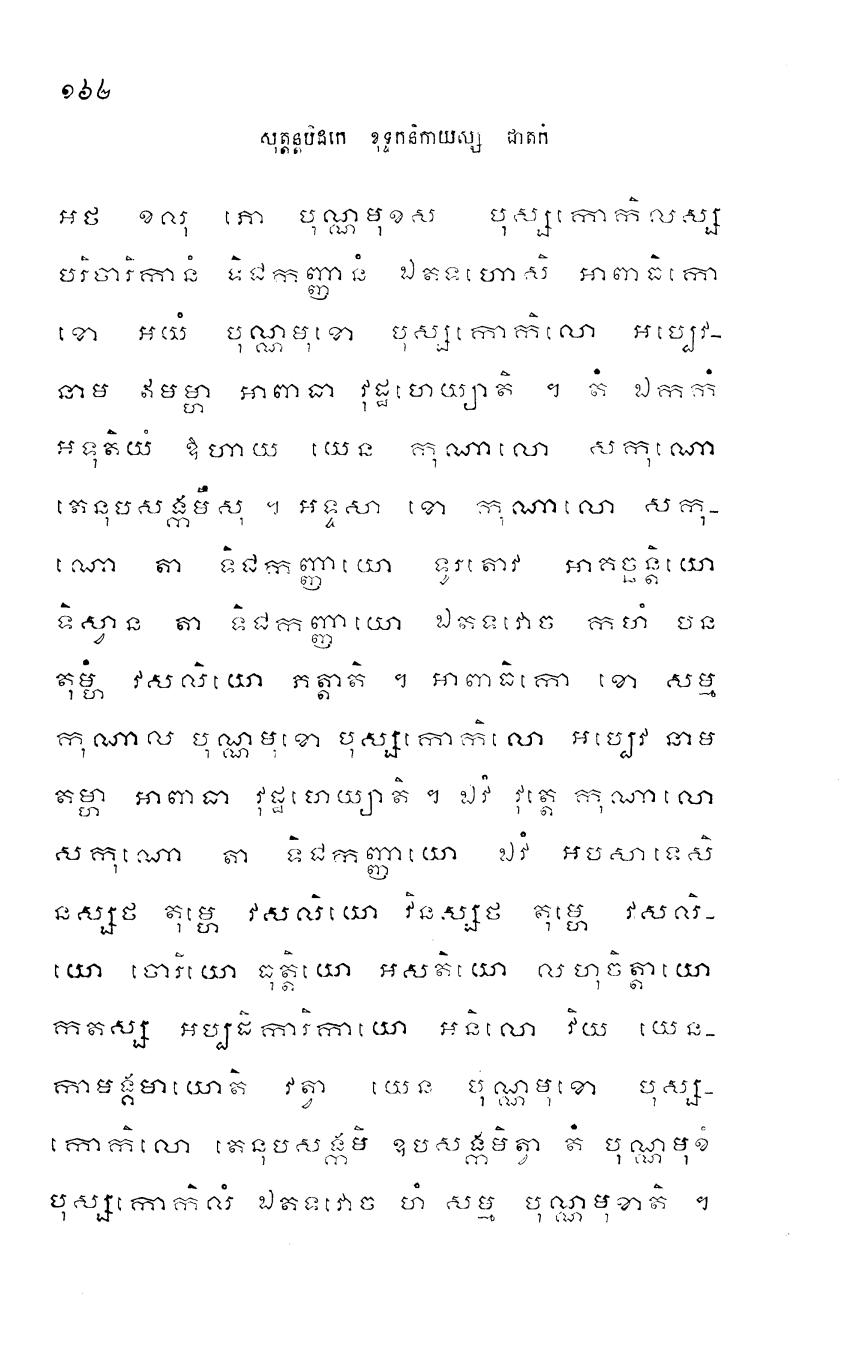 ១៦២
សុត្តន្តបិដកេ ខុទ្ទកនិកាយស្ស ជាតកំ
អថ ខលុ ភោ បុណ្ណមុខស បុស្សកោកិលស្ស
បរិចារិកានំ ទិជកញ្ញានំ ឯតទហោសិ អាពាធិកោ
ខោ អយំ បុណ្ណមុខោ បុស្សកោកិលោ អប្បេវ-
នាម ឥមម្ហា អាពាធា វុដ្ឋហេយ្យាតិ ។ តំ ឯកកំ
អទុតិយំ ឱហាយ យេន កុណាលោ សកុណោ
តេនុបសង្កមឹសុ ។ អទ្ទសា ខោ កុណាលោ សកុ-
ណោ តា ទិជកញ្ញាយោ ទូរតោវ អាគច្ឆន្តិយោ
ទិស្វាន តា ទិជកញ្ញាយោ ឯតទវោច កហំ បន
តុម្ហំ វសលិយោ ភត្តាតិ ។ អាពាធិកោ ខោ សម្ម
កុណាល បុណ្ណមុខោ បុស្សកោកិលោ អប្បេវ នាម
តម្ហា អាពាធា វុដ្ឋហេយ្យាតិ ។ ឯវំ វុត្តេ កុណាលោ
សកុណោ តា ទិជកញ្ញាយោ ឯវំ អបសាទេសិ
នស្សថ តុម្ហេ វសលិយោ វិនស្សថ តុម្ហេ វសលិ-
យោ ចោរិយោ ធុត្តិយោ អសតិយោ លហុចិត្តាយោ
កតស្ស អប្បដិការិកាយោ អនិលោ វិយ យេន-
កាមង្គមាយោតិ វត្វា យេន បុណ្ណមុខោ បុស្ស-
កោកិលោ តេនុបសង្កមិ ឧបសង្កមិត្វា តំ បុណ្ណមុខំ
បុស្សកោកិលំ ឯតទវោច ហំ សម្ម បុណ្ណមុខាតិ ។